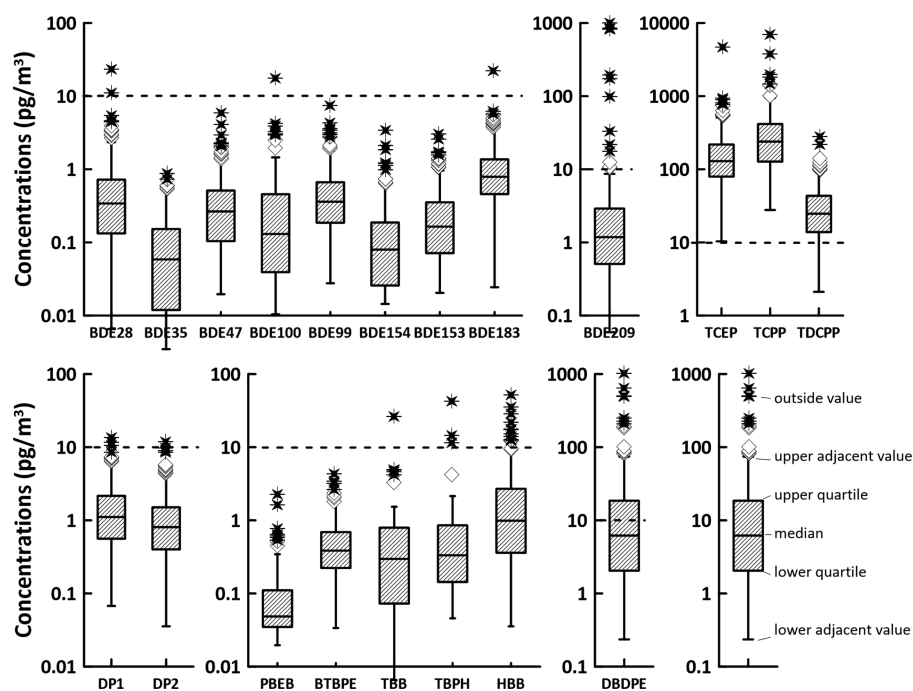 Concentrations (pg/m³)
100
10
1
0.1
0.01
BDE28 BDE35 BDE47 BDE100 BDE99 BDE154 BDE153 BDE183
1000
100
10
1
0.1
BDE209
10000
1000
100
10
1
TCEP TCPP TDCPP
Concentrations (pg/m³)
100
10
1
0.1
0.01
DP1 DP2
100
10
1
0.1
0.01
PBEB BTBPE TBB TBPH HBB
1000
100
10
1
0.1
DBDPE
1000
100
10
1
0.1
outside value
upper adjacent value
upper quartile
median
lower quartile
lower adjacent value